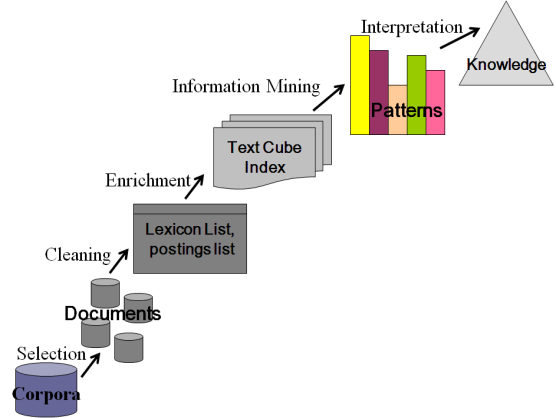 Interpretation
Knowledge
Information Mining
Patterns
Text Cube
Index
Enrichment
Lexicon List,
postings list
Cleaning
Documents
Selection
Corpora